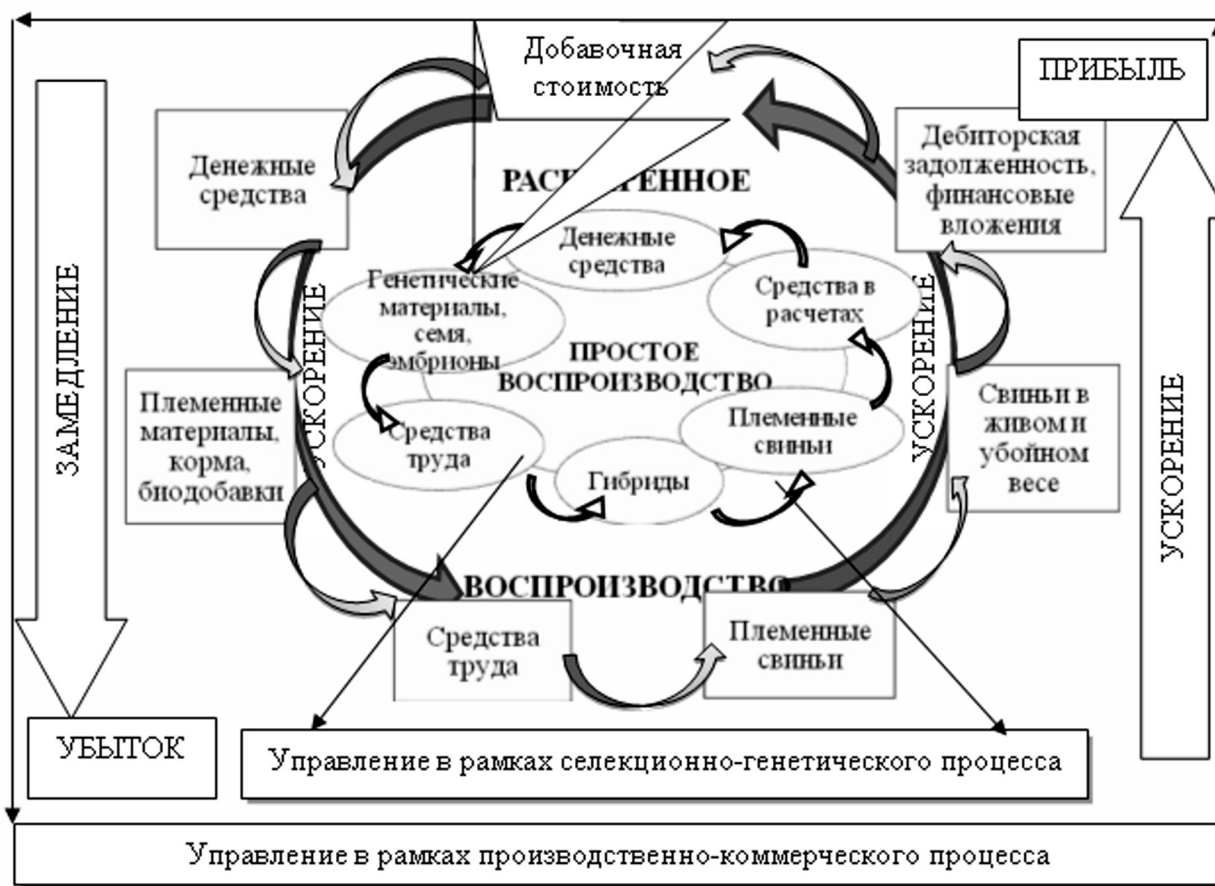 Добавочная
стоимость
ПРИБЫЛЬ
Денежные
средства
Дебиторская
задолженность,
финансовые
вложения
ЗАМЕДЛЕНИЕ
УСКОРЕНИЕ
Денежные
средства
Генетические
материалы,
семя,
эмбрионы
Средства в
расчетах
УСКОРЕНИЕ
УСКОРЕНИЕ
ПРОСТОЕ
ВОСПРОИЗВОДСТВО
Племенные
материалы,
корма,
биодобавки
Средства
труда
Гибриды
Племенные
свиньи
Свиньи в
живом и
убойном
весе
ВОСПРОИЗВОДСТВО
Средства
труда
Племенные
свиньи
УБЫТОК
Управление в рамках селекционно-генетического процесса
Управление в рамках производственно-коммерческого процесса